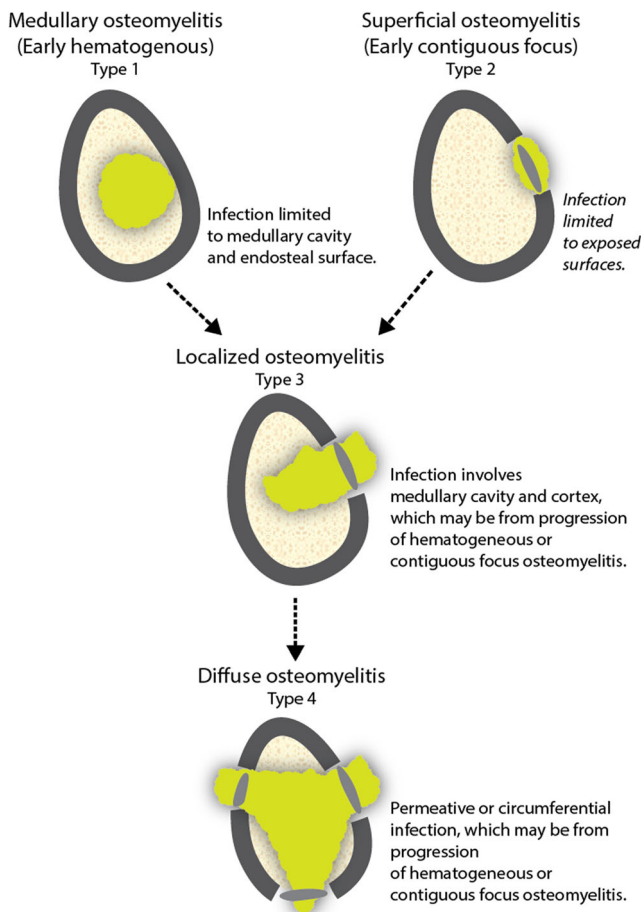 Medullary osteomyelitis
(Early hematogenous)
Type 1
Superficial osteomyelitis
(Early contiguous focus)
Type 2
Infection limited
to medullary cavity
and endosteal surface.
Infection
limited
to exposed
surfaces.
Localized osteomyelitis
Type 3
Infection involves
medullary cavity and cortex,
which may be from progression
of hematogeneous or
contiguous focus osteomyelitis.
Diffuse osteomyelitis
Type 4
Permeative or circumferential
infection, which may be from
progression
of hematogeneous or
contiguous focus osteomyelitis.